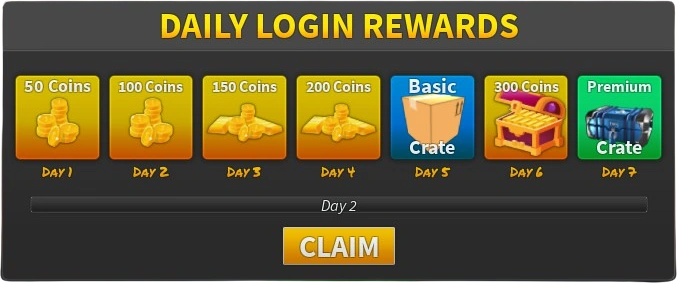 DAILY LOGIN REWARDS
50 Coins
100 Coins
150 Coins
200 Coins
Basic
Crate
300 Coins
Premium
Crate
DAY 1
DAY 2
DAY 3
DAY 4
DAY 5
DAY 6
DAY 7
Day 2
CLAIM